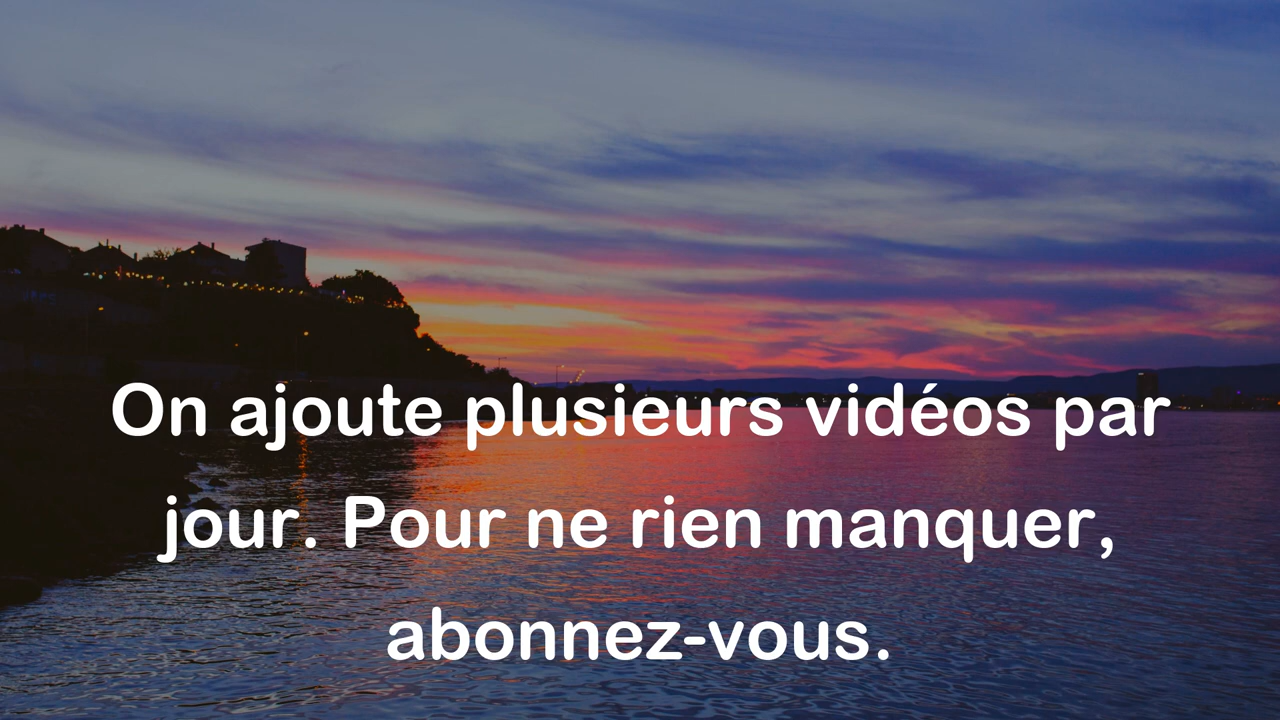 On ajoute plusieurs vidéos par
jour. Pour ne rien manquer,
abonnez-vous.